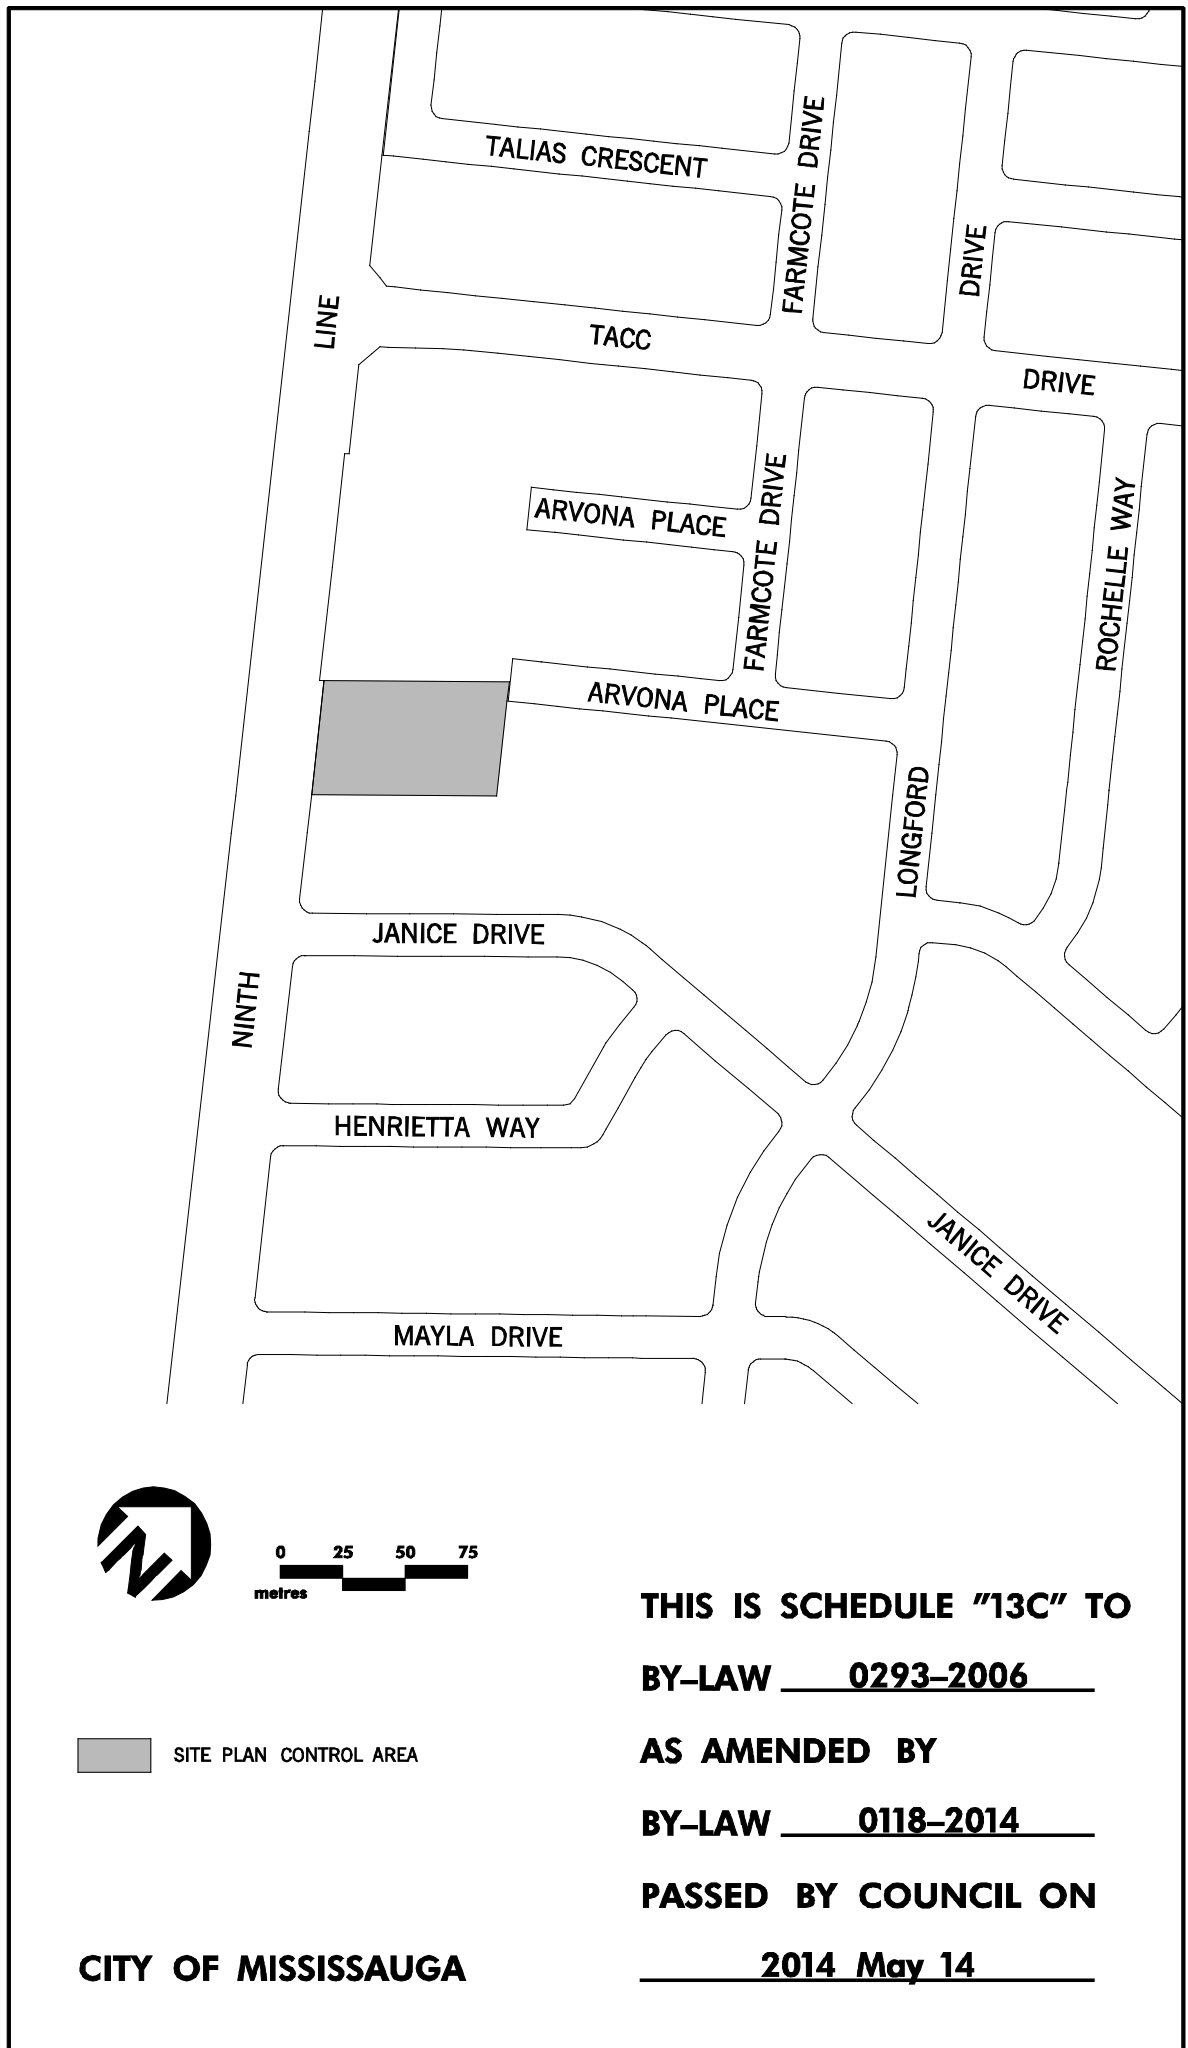 TALIAS CRESCENT
FARMCOTE DRIVE
DRIVE
LINE
TACC
DRIVE
ARVONA PLACE
FARMCOTE DRIVE
ROCHELLE WAY
ARVONA PLACE
LONGFORD
JANICE DRIVE
NINTH
HENRIETTA WAY
JANICE DRIVE
MAYLA DRIVE
N
0 25 50 75
metres
THIS IS SCHEDULE "13C" TO
BY-LAW 0293-2006
AS AMENDED BY
SITE PLAN CONTROL AREA
BY-LAW 0118-2014
PASSED BY COUNCIL ON
CITY OF MISSISSAUGA
2014 May 14